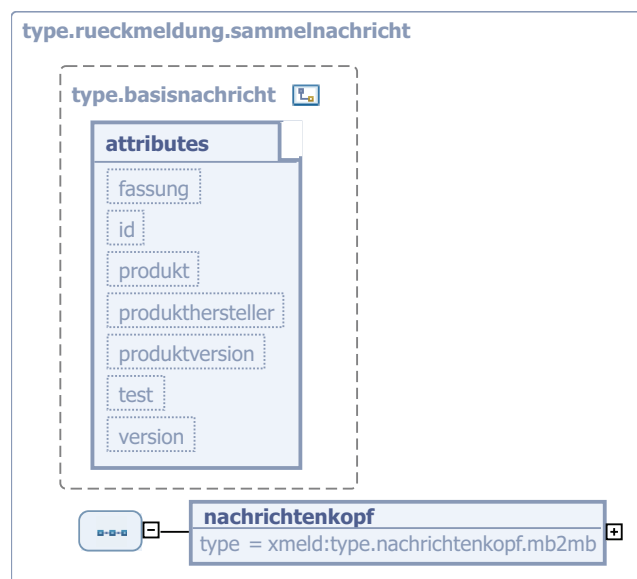 type.rueckmeldung.sammelnachricht
type.basisnachricht
attributes
fassung
id
produkt
produkthersteller
produktversion
test
version
nachrichtenkopf
type = xmeld:type.nachrichtenkopf.mb2mb